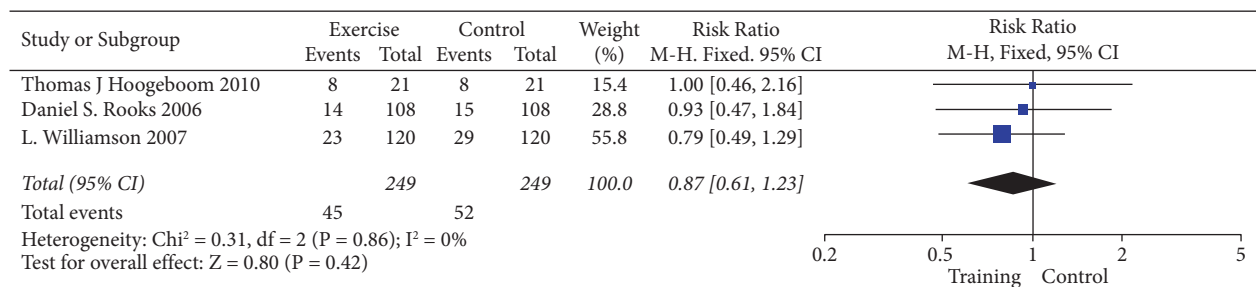 Study or Subgroup Exercise Control Weight Risk Ratio Risk Ratio
Events Total Events Total (%) M-H. Fixed. 95% CI M-H, Fixed, 95% CI
Thomas J Hoogeboom 2010 8 21 8 21 15.4 1.00 [0.46, 2.16]
Daniel S. Rooks 2006 14 108 15 108 28.8 0.93 [0.47, 1.84]
L. Williamson 2007 23 120 29 120 55.8 0.79 [0.49, 1.29]
Total (95% CI) 249 249 100.0 0.87 [0.61, 1.23]
Total events 45 52
Heterogeneity: Chi² = 0.31, df = 2 (P = 0.86); I² = 0%
Test for overall effect: Z = 0.80 (P = 0.42)
0.2 0.5 1 2 5
Training Control